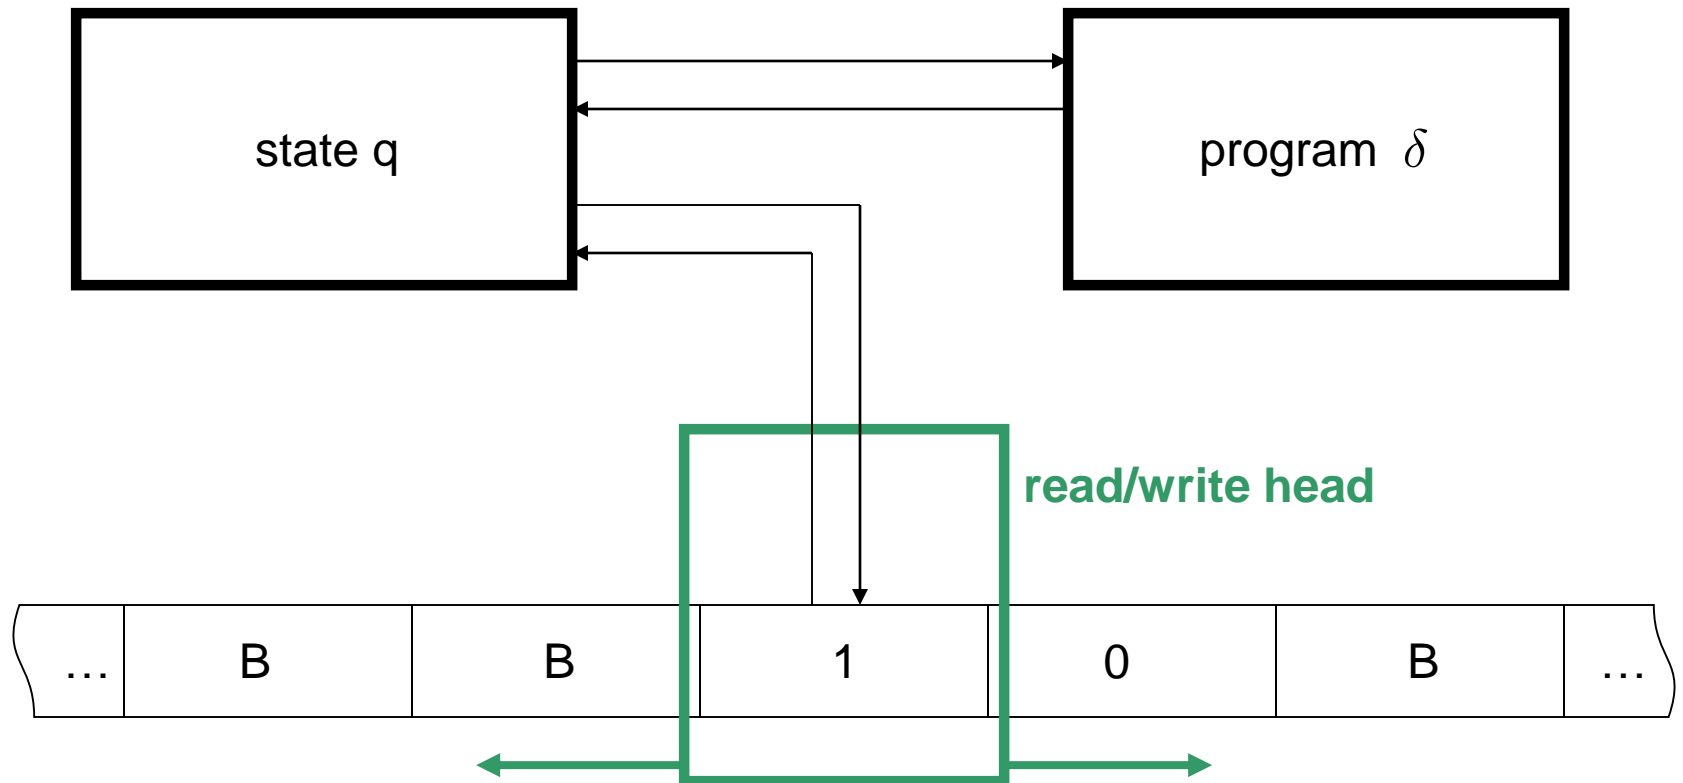 state q
program δ
read/write head
… B B 1 0 B …